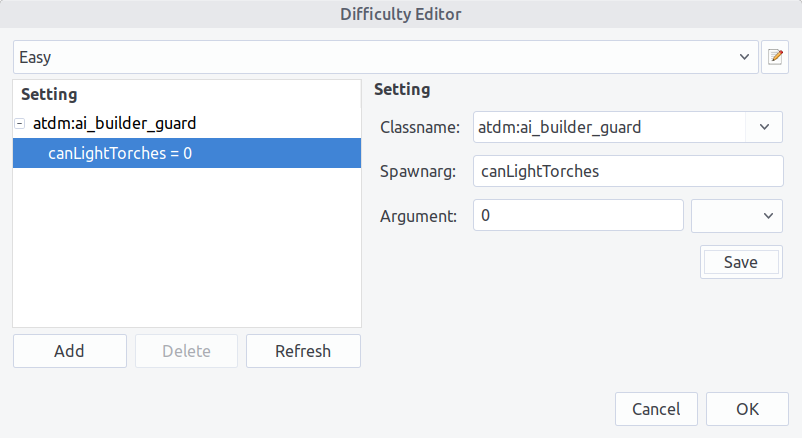 Difficulty Editor
Easy
Setting
atdm:ai_builder_guard
canLightTorches = 0
Add
Delete
Refresh
Setting
Classname:
atdm:ai_builder_guard
Spawnarg:
canLightTorches
Argument:
0
Save
Cancel
OK